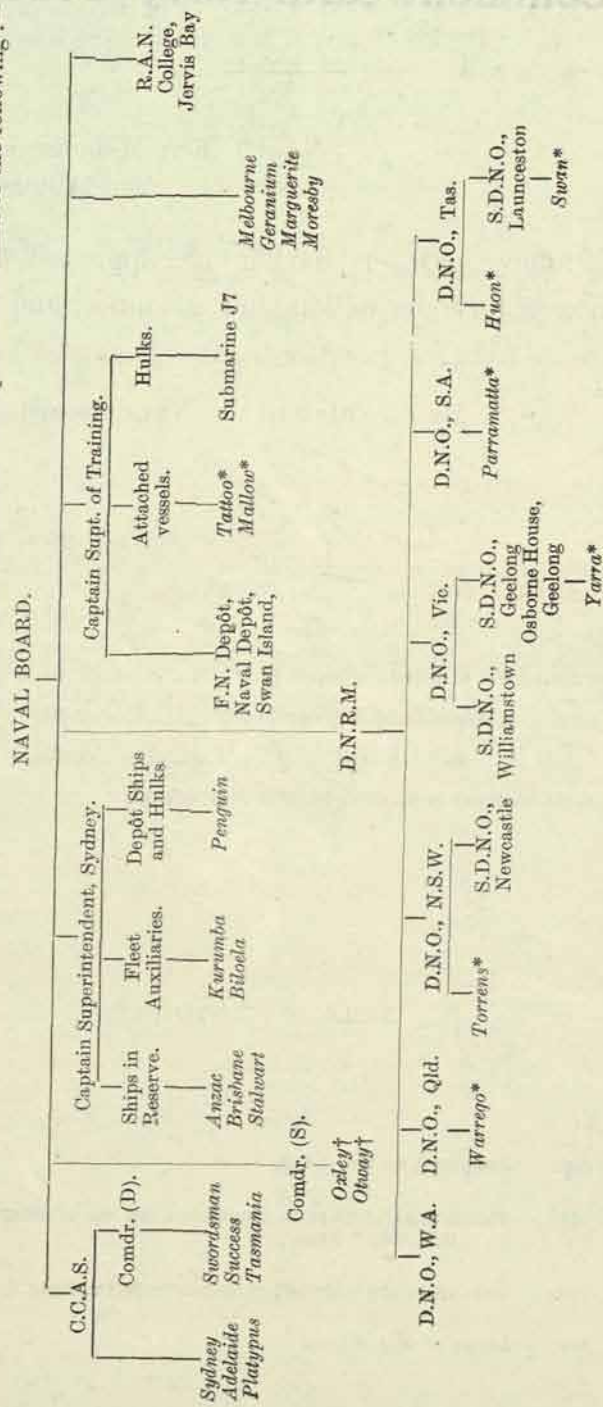 the following :
NAVAL BOARD.
C.C.A.S.
Sydney
Adelaide
Platypus
Comdr. (D).
Swordsman
Success
Tasmania
Comdr. (S).
Oxley†
Otway†
Captain Superintendent, Sydney.
Ships in
Reserve.
Anzac
Brisbane
Stalwart
Fleet
Auxiliaries.
Kurumba
Biloela
Depôt Ships
and Hulks
Penguin
Captain Supt. of Training.
F.N. Depôt,
Naval Depôt,
Swan Island,
Attached
vessels.
Tattoo*
Mallow*
Hulks.
Submarine J7
Melbourne
Geranium
Marguerite
Moresby
R.A.N.
College,
Jervis Bay
D.N.R.M.
D.N.O., W.A.
D.N.O., Qld.
Warrego*
D.N.O., N.S.W.
Torrens*
S.D.N.O.,
Newcastle
D.N.O., Vic.
S.D.N.O.,
Williamstown
S.D.N.O.,
Geelong
Osborne House,
Geelong
Yarra*
D.N.O., S.A.
Parramatta*
D.N.O., Tas.
Huon*
S.D.N.O.,
Launceston
Swan*